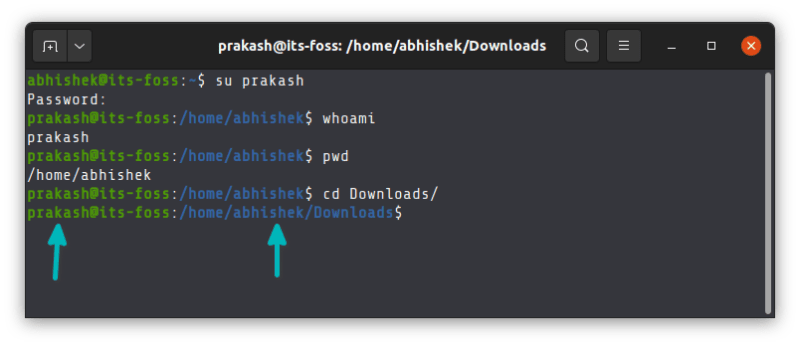 prakash@its-foss: /home/abhishek/Downloads
abhishek@its-foss:~$ su prakash
Password:
prakash@its-foss:/home/abhishek$ whoami
prakash
prakash@its-foss:/home/abhishek$ pwd
/home/abhishek
prakash@its-foss:/home/abhishek$ cd Downloads/
prakash@its-foss:/home/abhishek/Downloads$